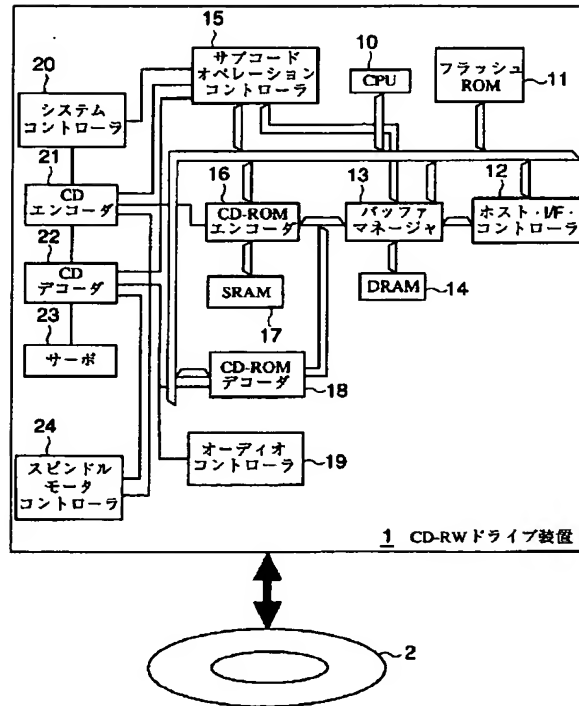 15
サブコード
オペレーション
コントローラ
10
CPU
フラッシュ
ROM
11
20
システム
コントローラ
21
CD
エンコーダ
16
CD-ROM
エンコーダ
13
バッファ
マネージャ
12
ホスト・I/F・
コントローラ
22
CD
デコーダ
SRAM
17
DRAM
14
23
サーボ
CD-ROM
デコーダ
18
24
スピンドル
モータ
コントローラ
オーディオ
コントローラ
19
1 CD-RWドライブ装置
2